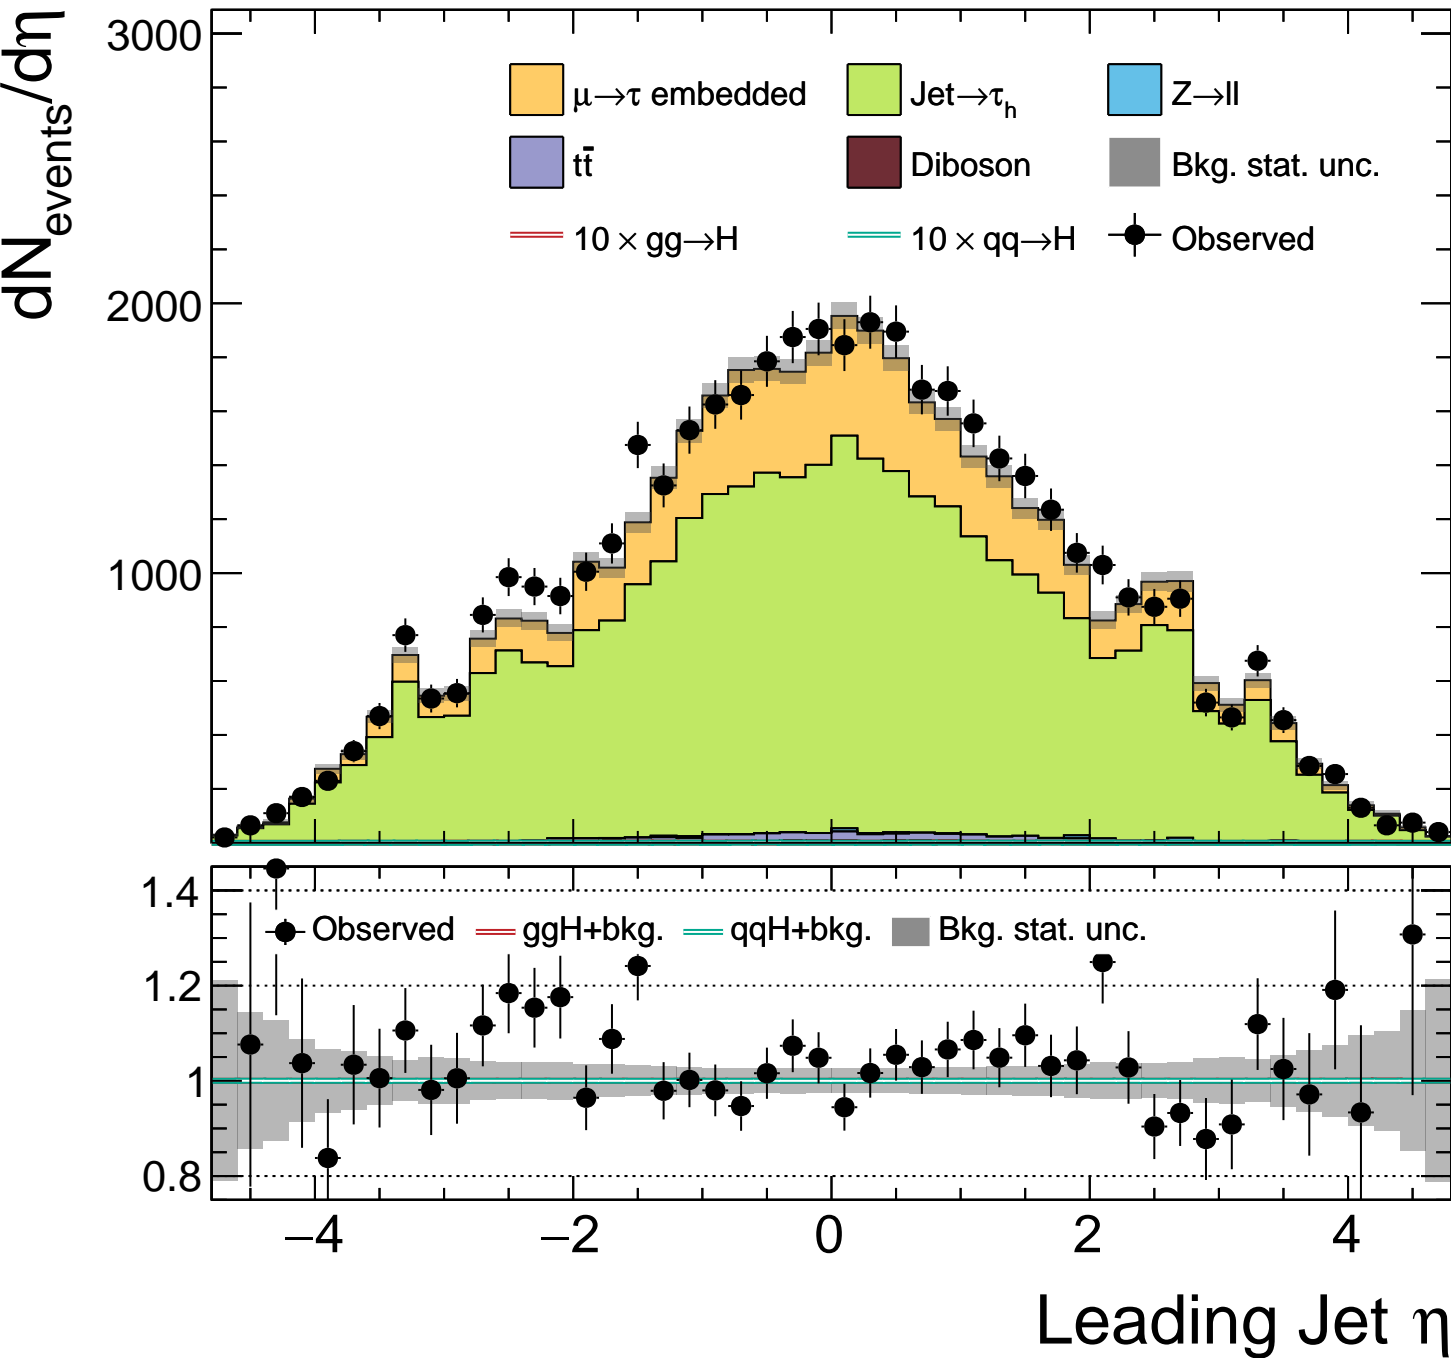 dN_events/dη
3000
2000
1000
μ→τ embedded
Jet→τ_h
Z→ll
tt̄
Diboson
Bkg. stat. unc.
10 × gg→H
10 × qq→H
Observed
1.4
1.2
1
0.8
Observed
ggH+bkg.
qqH+bkg.
Bkg. stat. unc.
−4
−2
0
2
4
Leading Jet η